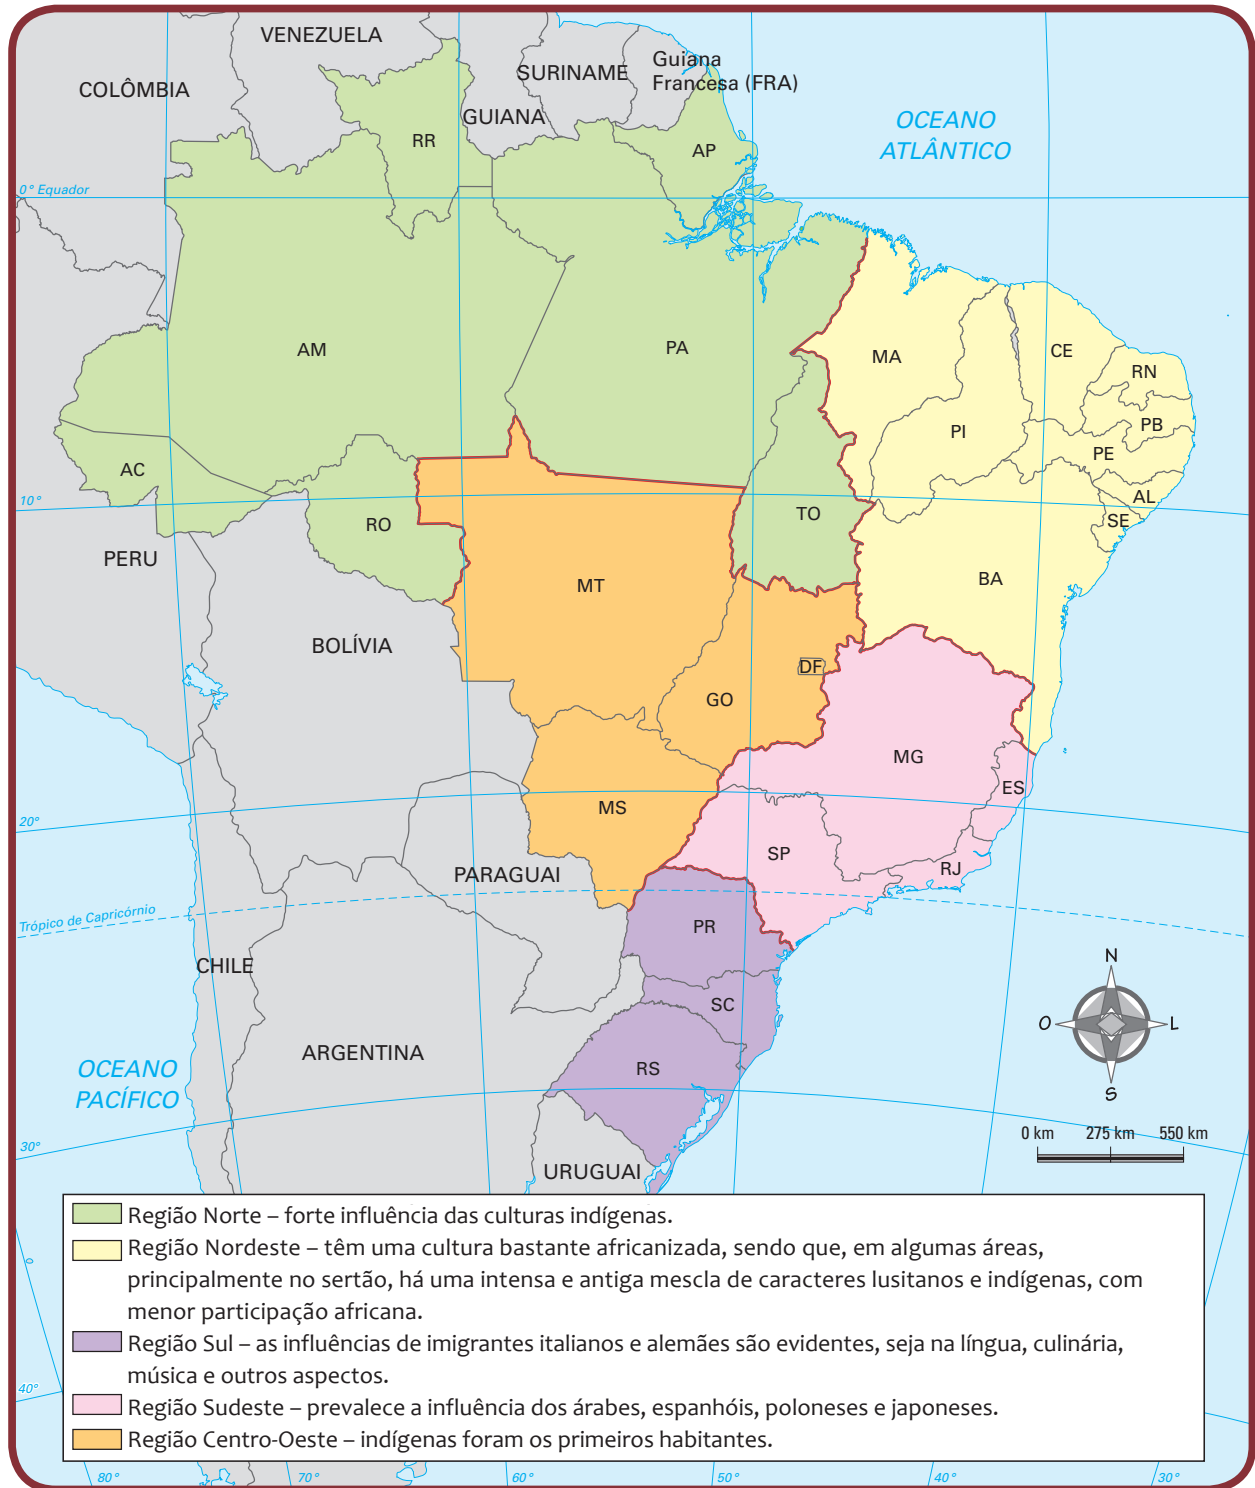 VENEZUELA
COLÔMBIA
SURINAME
Guiana
Francesa (FRA)
GUIANA
RR
AP
OCEANO
ATLÂNTICO
0° Equador
AM
PA
MA
CE
RN
PB
PI
PE
AL
SE
AC
10°
RO
TO
PERU
MT
BA
BOLÍVIA
DF
GO
MG
ES
MS
20°
SP
RJ
PARAGUAI
Trópico de Capricórnio
PR
CHILE
SC
N
O
L
S
ARGENTINA
RS
OCEANO
PACÍFICO
0 km 275 km 550 km
30°
URUGUAI
Região Norte – forte influência das culturas indígenas.
Região Nordeste – têm uma cultura bastante africanizada, sendo que, em algumas áreas,
principalmente no sertão, há uma intensa e antiga mescla de caracteres lusitanos e indígenas, com
menor participação africana.
Região Sul – as influências de imigrantes italianos e alemães são evidentes, seja na língua, culinária,
música e outros aspectos.
Região Sudeste – prevalece a influência dos árabes, espanhóis, poloneses e japoneses.
Região Centro-Oeste – indígenas foram os primeiros habitantes.
40°
80° 70° 60° 50° 40° 30°